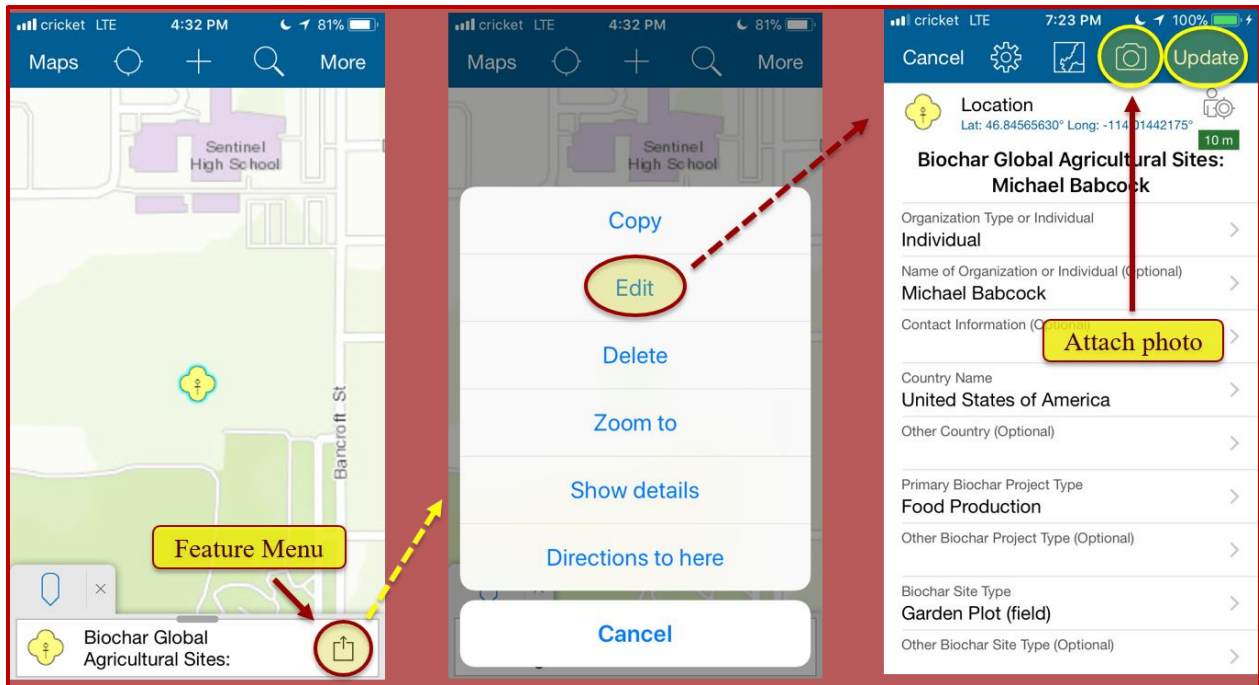 cricket LTE 4:32 PM 81%
Maps More
Sentinel
High School
Bancroft St
Feature Menu
Biochar Global
Agricultural Sites:
cricket LTE 4:32 PM 81%
Maps More
Sentinel
High School
Copy
Edit
Delete
Zoom to
Show details
Directions to here
Cancel
cricket LTE 7:23 PM 100%
Cancel Update
Location
Lat: 46.84565630° Long: -114.01442175°
10 m
Biochar Global Agricultural Sites:
Michael Babcock
Organization Type or Individual
Individual
Name of Organization or Individual (Optional)
Michael Babcock
Contact Information (Optional)
Attach photo
Country Name
United States of America
Other Country (Optional)
Primary Biochar Project Type
Food Production
Other Biochar Project Type (Optional)
Biochar Site Type
Garden Plot (field)
Other Biochar Site Type (Optional)